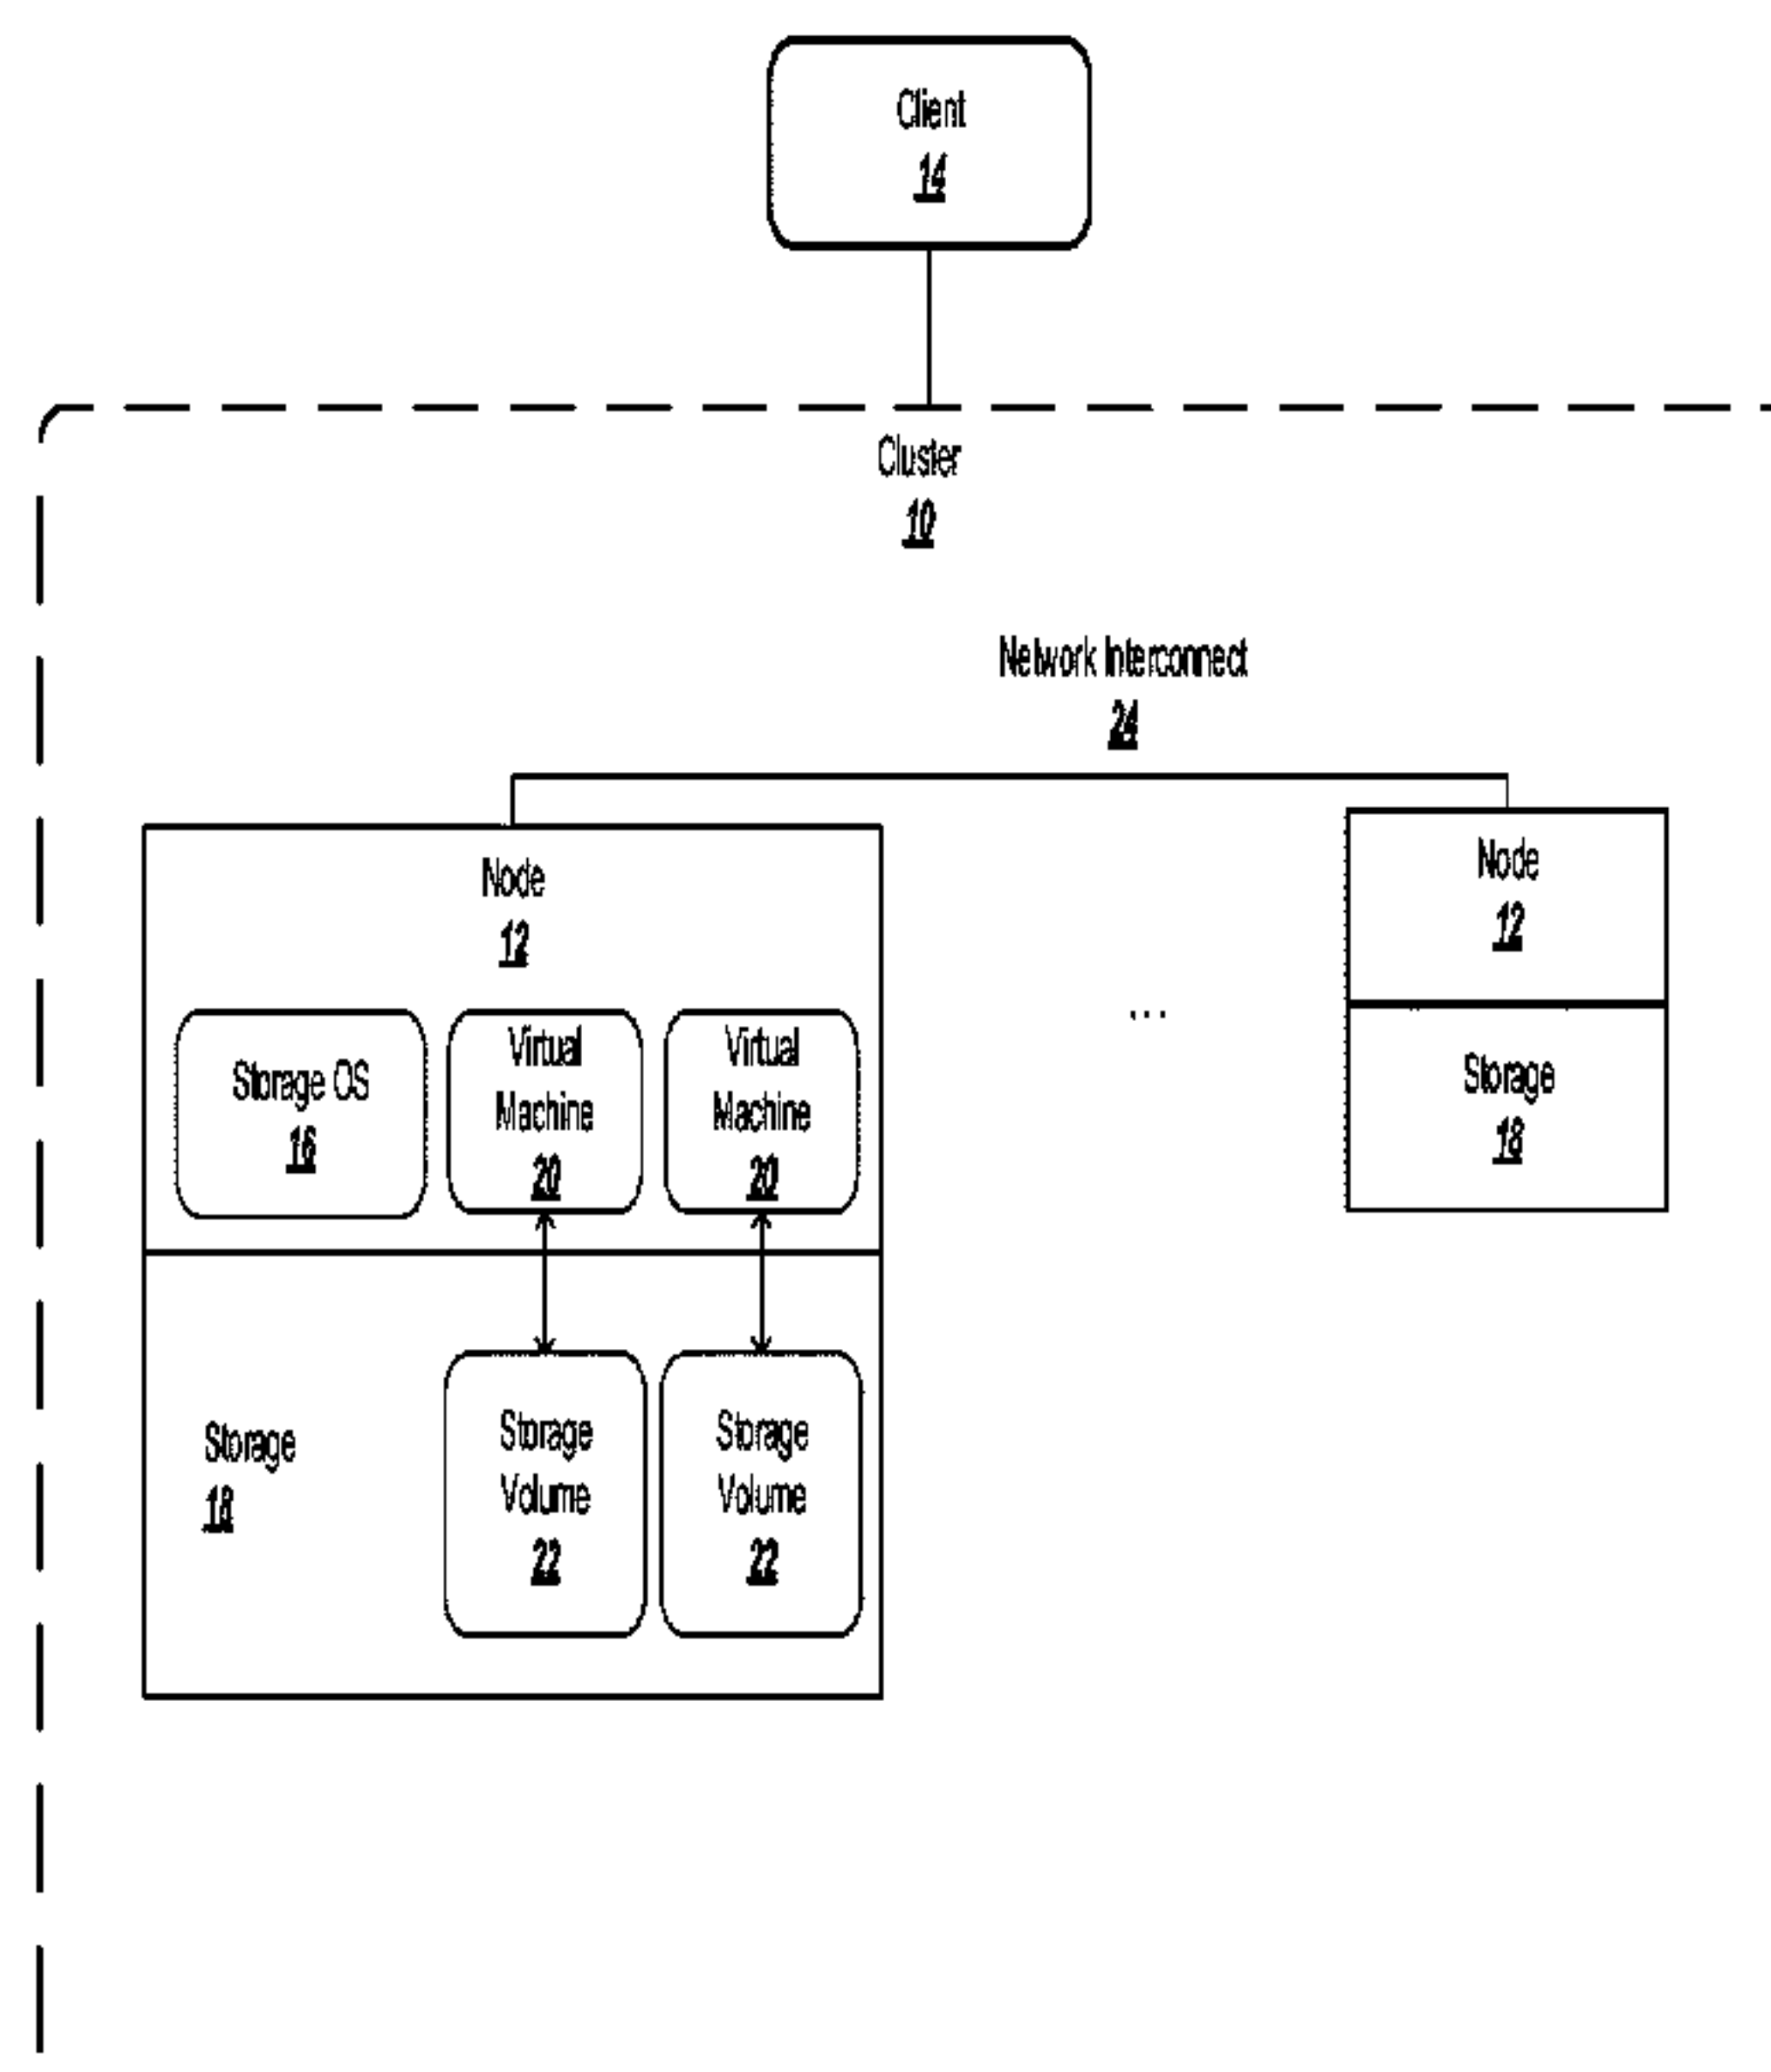 Client
14
Cluster
10
Network Interconnect
24
Node
12
Storage OS
16
Virtual
Machine
20
Virtual
Machine
20
...
Node
12
Storage
18
Storage
18
Storage
Volume
22
Storage
Volume
22